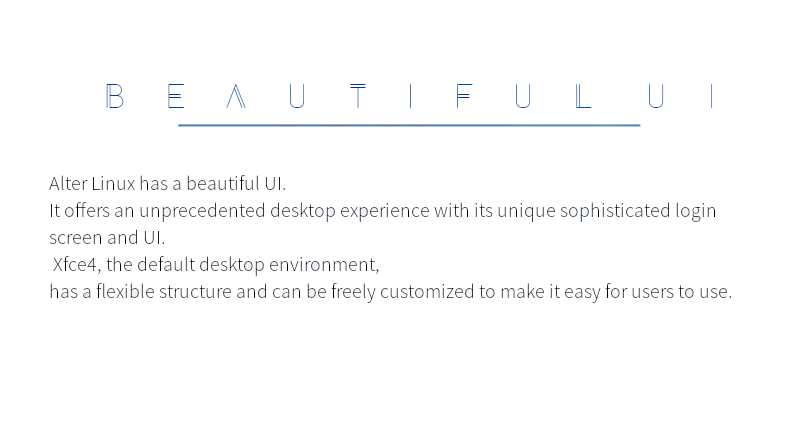 BEAUTIFUL UI
Alter Linux has a beautiful UI.
It offers an unprecedented desktop experience with its unique sophisticated login
screen and UI.
Xfce4, the default desktop environment,
has a flexible structure and can be freely customized to make it easy for users to use.